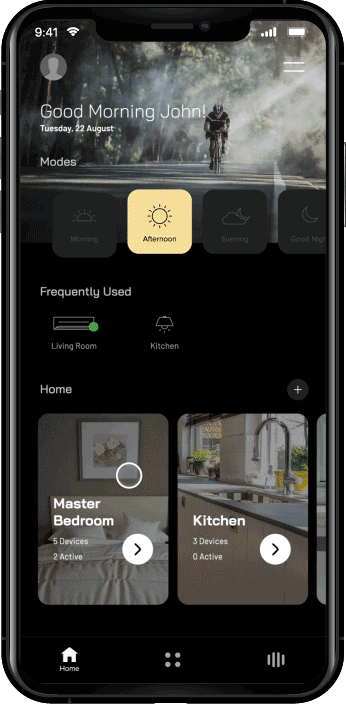 9:41
Good Morning John!
Tuesday, 22 August
Modes
Morning
Afternoon
Evening
Good Nigh
Frequently Used
Living Room
Kitchen
Home
Master
Bedroom
5 Devices
2 Active
Kitchen
3 Devices
0 Active
Home